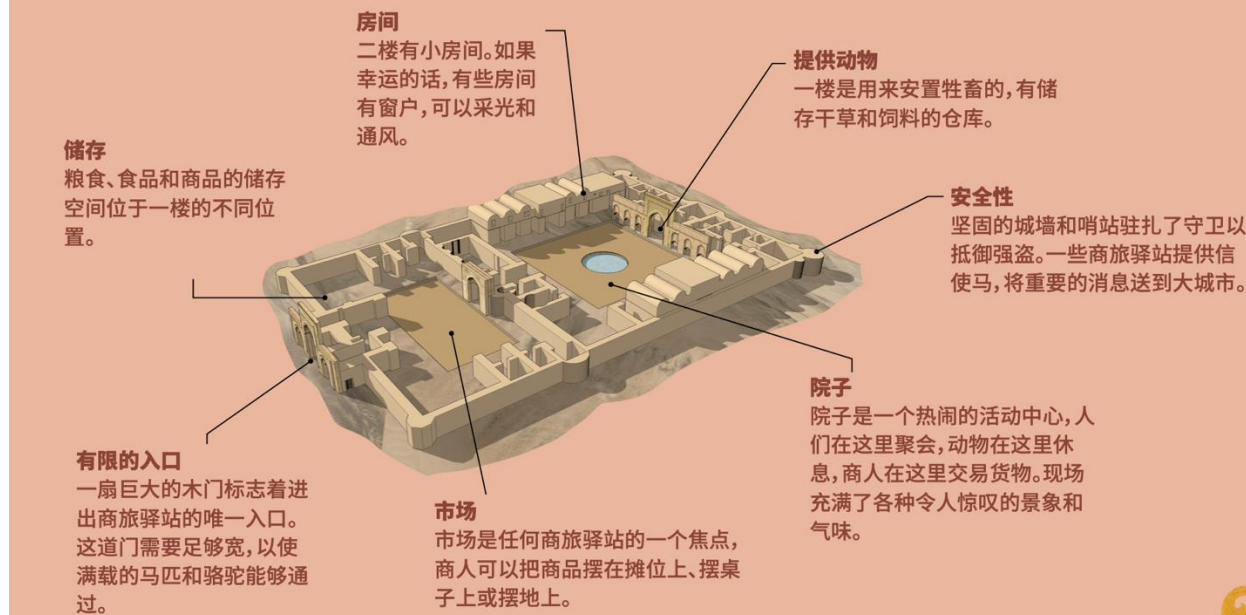 房间
二楼有小房间。如果
幸运的话，有些房间
有窗户，可以采光和
通风。
提供动物
一楼是用来安置牲畜的，有储
存干草和饲料的仓库。
储存
粮食、食品和商品的储存
空间位于一楼的不同位
置。
安全性
坚固的城墙和哨站驻扎了守卫以
抵御强盗。一些商旅驿站提供信
使马，将重要的消息送到大城市。
院子
院子是一个热闹的活动中心，人
们在这里聚会，动物在这里休
息，商人在这里交易货物。现场
充满了各种令人惊叹的景象和
气味。
有限的入口
一扇巨大的木门标志着进
出商旅驿站的唯一入口。
这道门需要足够宽，以使
满载的马匹和骆驼能够通
过。
市场
市场是任何商旅驿站的一个焦点，
商人可以把商品摆在摊位上、摆桌
子上或摆地上。